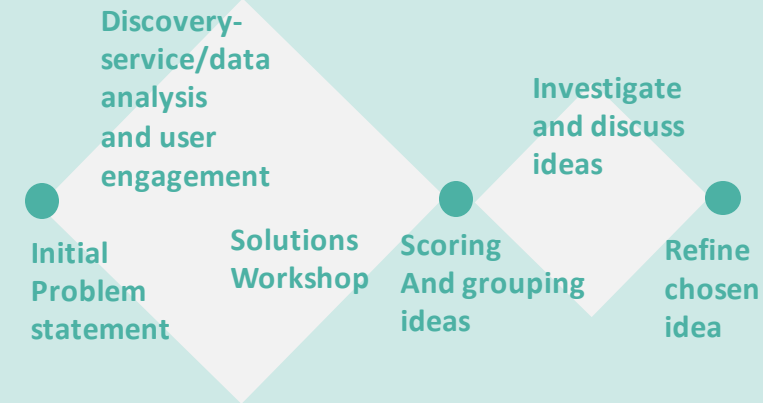 Discovery-
service/data
analysis
and user
engagement
Initial
Problem
statement
Solutions
Workshop
Scoring
And grouping
ideas
Investigate
and discuss
ideas
Refine
chosen
idea